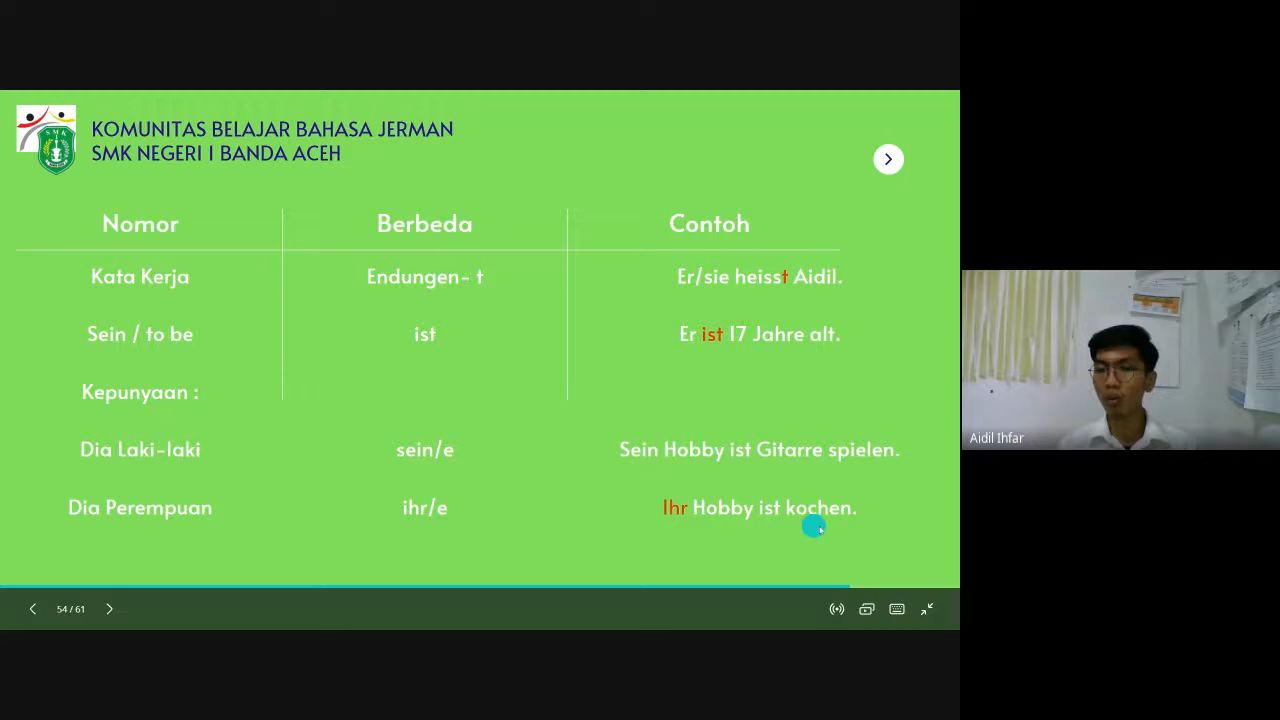 KOMUNITAS BELAJAR BAHASA JERMAN
SMK NEGERI 1 BANDA ACEH
SMK
Nomor Berbeda Contoh
Kata Kerja Endungen- t Er/sie heisst Aidil.
Sein / to be ist Er ist 17 Jahre alt.
Kepunyaan :
Dia Laki-laki sein/e Sein Hobby ist Gitarre spielen.
Dia Perempuan ihr/e Ihr Hobby ist kochen.
54 / 61
Aidil Ihfar